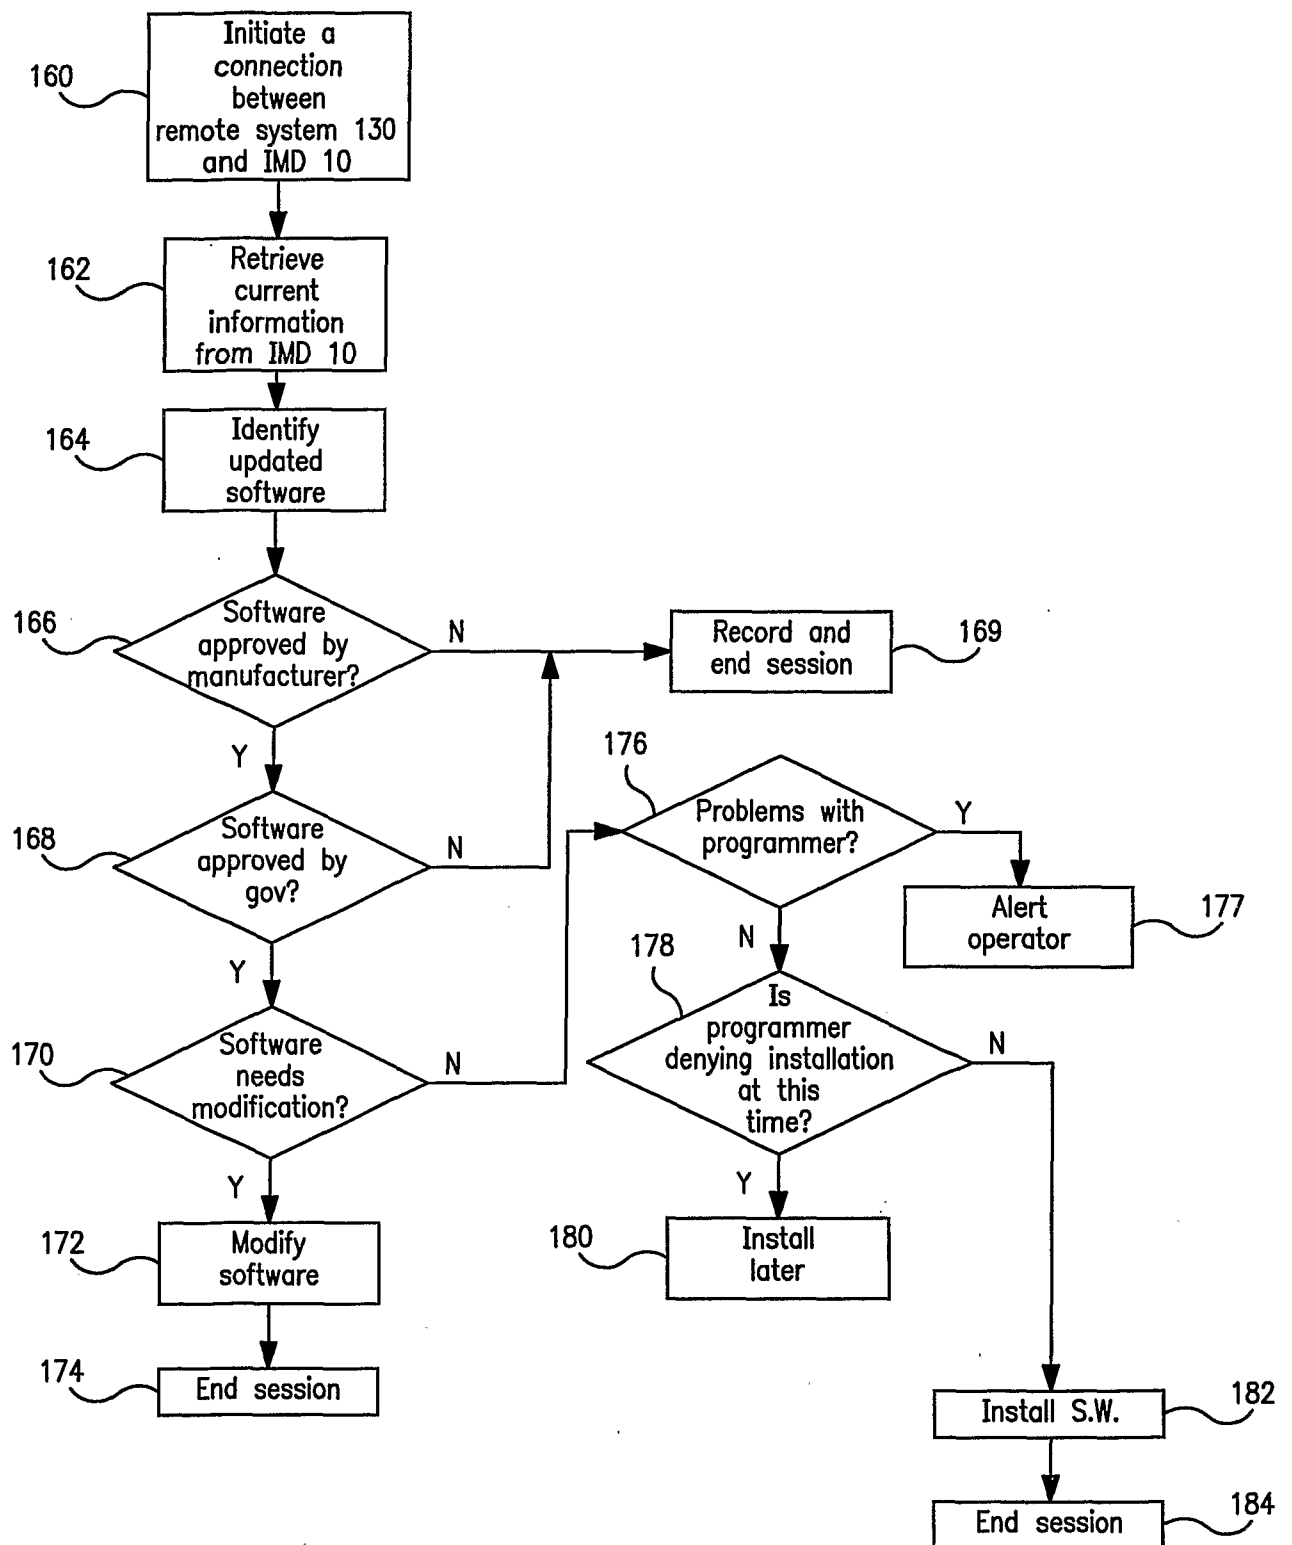 160
Initiate a
connection
between
remote system 130
and IMD 10
162
Retrieve
current
information
from IMD 10
164
Identify
updated
software
166
Software
approved by
manufacturer?
N
Y
Record and
end session
169
168
Software
approved by
gov?
N
Y
170
Software
needs
modification?
N
Y
172
Modify
software
174
End session
176
Problems with
programmer?
Y
N
Alert
operator
177
178
Is
programmer
denying installation
at this
time?
N
Y
180
Install
later
Install S.W.
182
End session
184